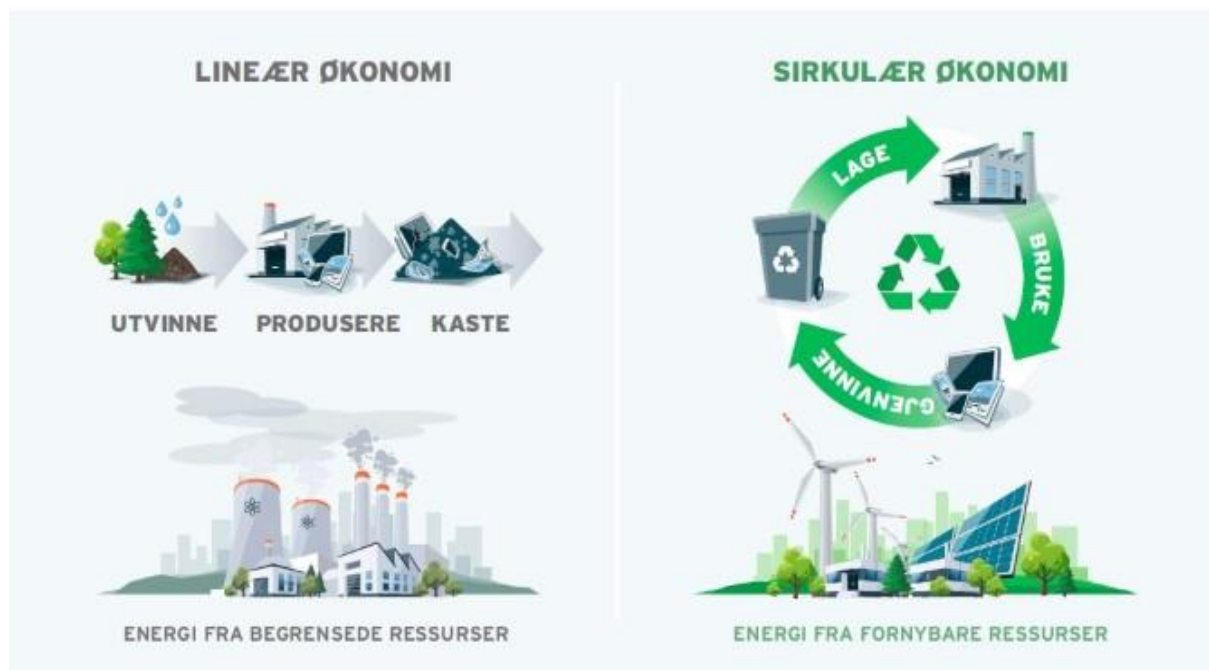 LINEÆR ØKONOMI
UTVINNE PRODUSERE KASTE
ENERGI FRA BEGRENSEDE RESSURSER
SIRKULÆR ØKONOMI
LAGE
BRUKE
GJENVINNE
ENERGI FRA FORNYBARE RESSURSER